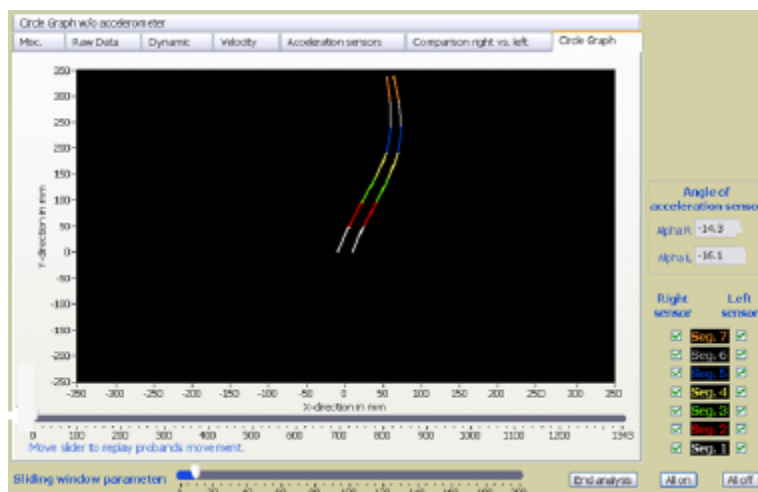 Circle Graph w/o accelerometer
Misc. Raw Data Dynamic Velocity Acceleration sensors Comparison right vs. left Circle Graph
350
300
250
200
150
100
50
0
-50
-100
-150
-200
-250
Y-direction in mm
-350 -300 -250 -200 -150 -100 -50 0 50 100 150 200 250 300 350
X-direction in mm
0 100 200 300 400 500 600 700 800 900 1000 1100 1200 1343
Move slider to replay probands movement.
Sliding window parameter:
End analysis All on All off
Angle of
acceleration senso
Alpha R -14.3
Alpha L -16.1
Right Left
sensor sensor
Seg. 7
Seg. 6
Seg. 5
Seg. 4
Seg. 3
Seg. 2
Seg. 1